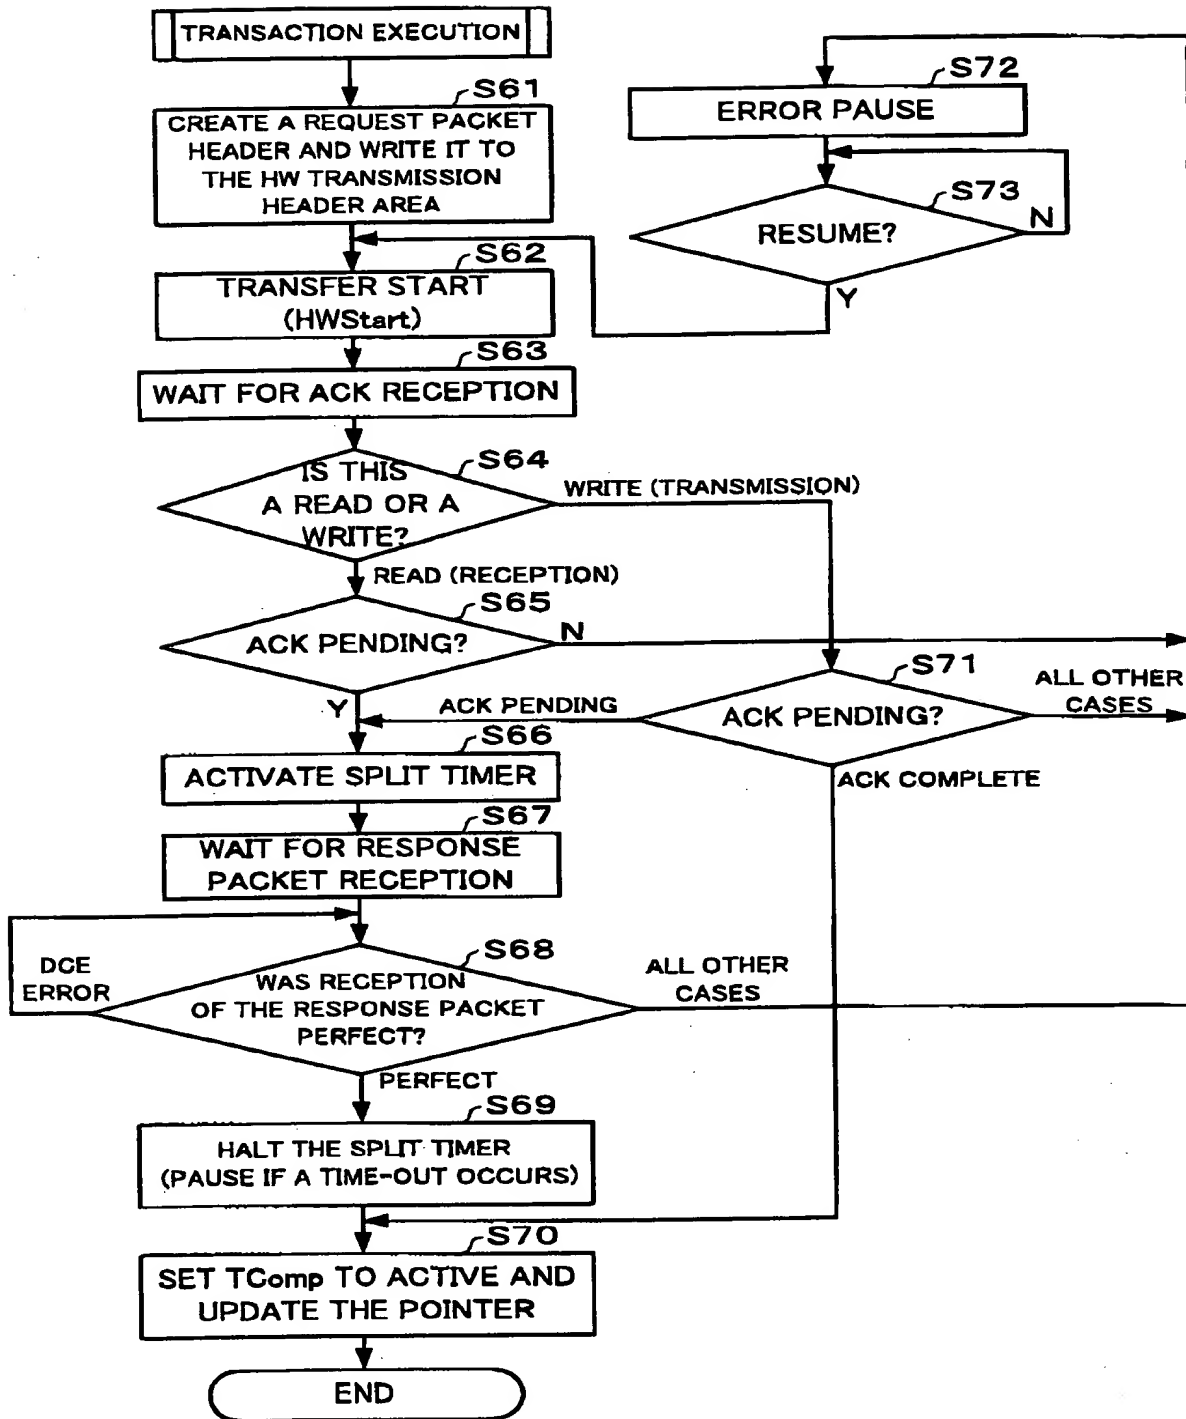 TRANSACTION EXECUTION
S61
CREATE A REQUEST PACKET
HEADER AND WRITE IT TO
THE HW TRANSMISSION
HEADER AREA
S72
ERROR PAUSE
S73
RESUME?
N
Y
S62
TRANSFER START
(HWStart)
S63
WAIT FOR ACK RECEPTION
S64
IS THIS
A READ OR A
WRITE?
WRITE (TRANSMISSION)
READ (RECEPTION)
S65
ACK PENDING?
N
Y
S71
ACK PENDING?
ALL OTHER
CASES
ACK PENDING
ACK COMPLETE
S66
ACTIVATE SPLIT TIMER
S67
WAIT FOR RESPONSE
PACKET RECEPTION
S68
WAS RECEPTION
OF THE RESPONSE PACKET
PERFECT?
DCE
ERROR
ALL OTHER
CASES
PERFECT
S69
HALT THE SPLIT TIMER
(PAUSE IF A TIME-OUT OCCURS)
S70
SET TComp TO ACTIVE AND
UPDATE THE POINTER
END